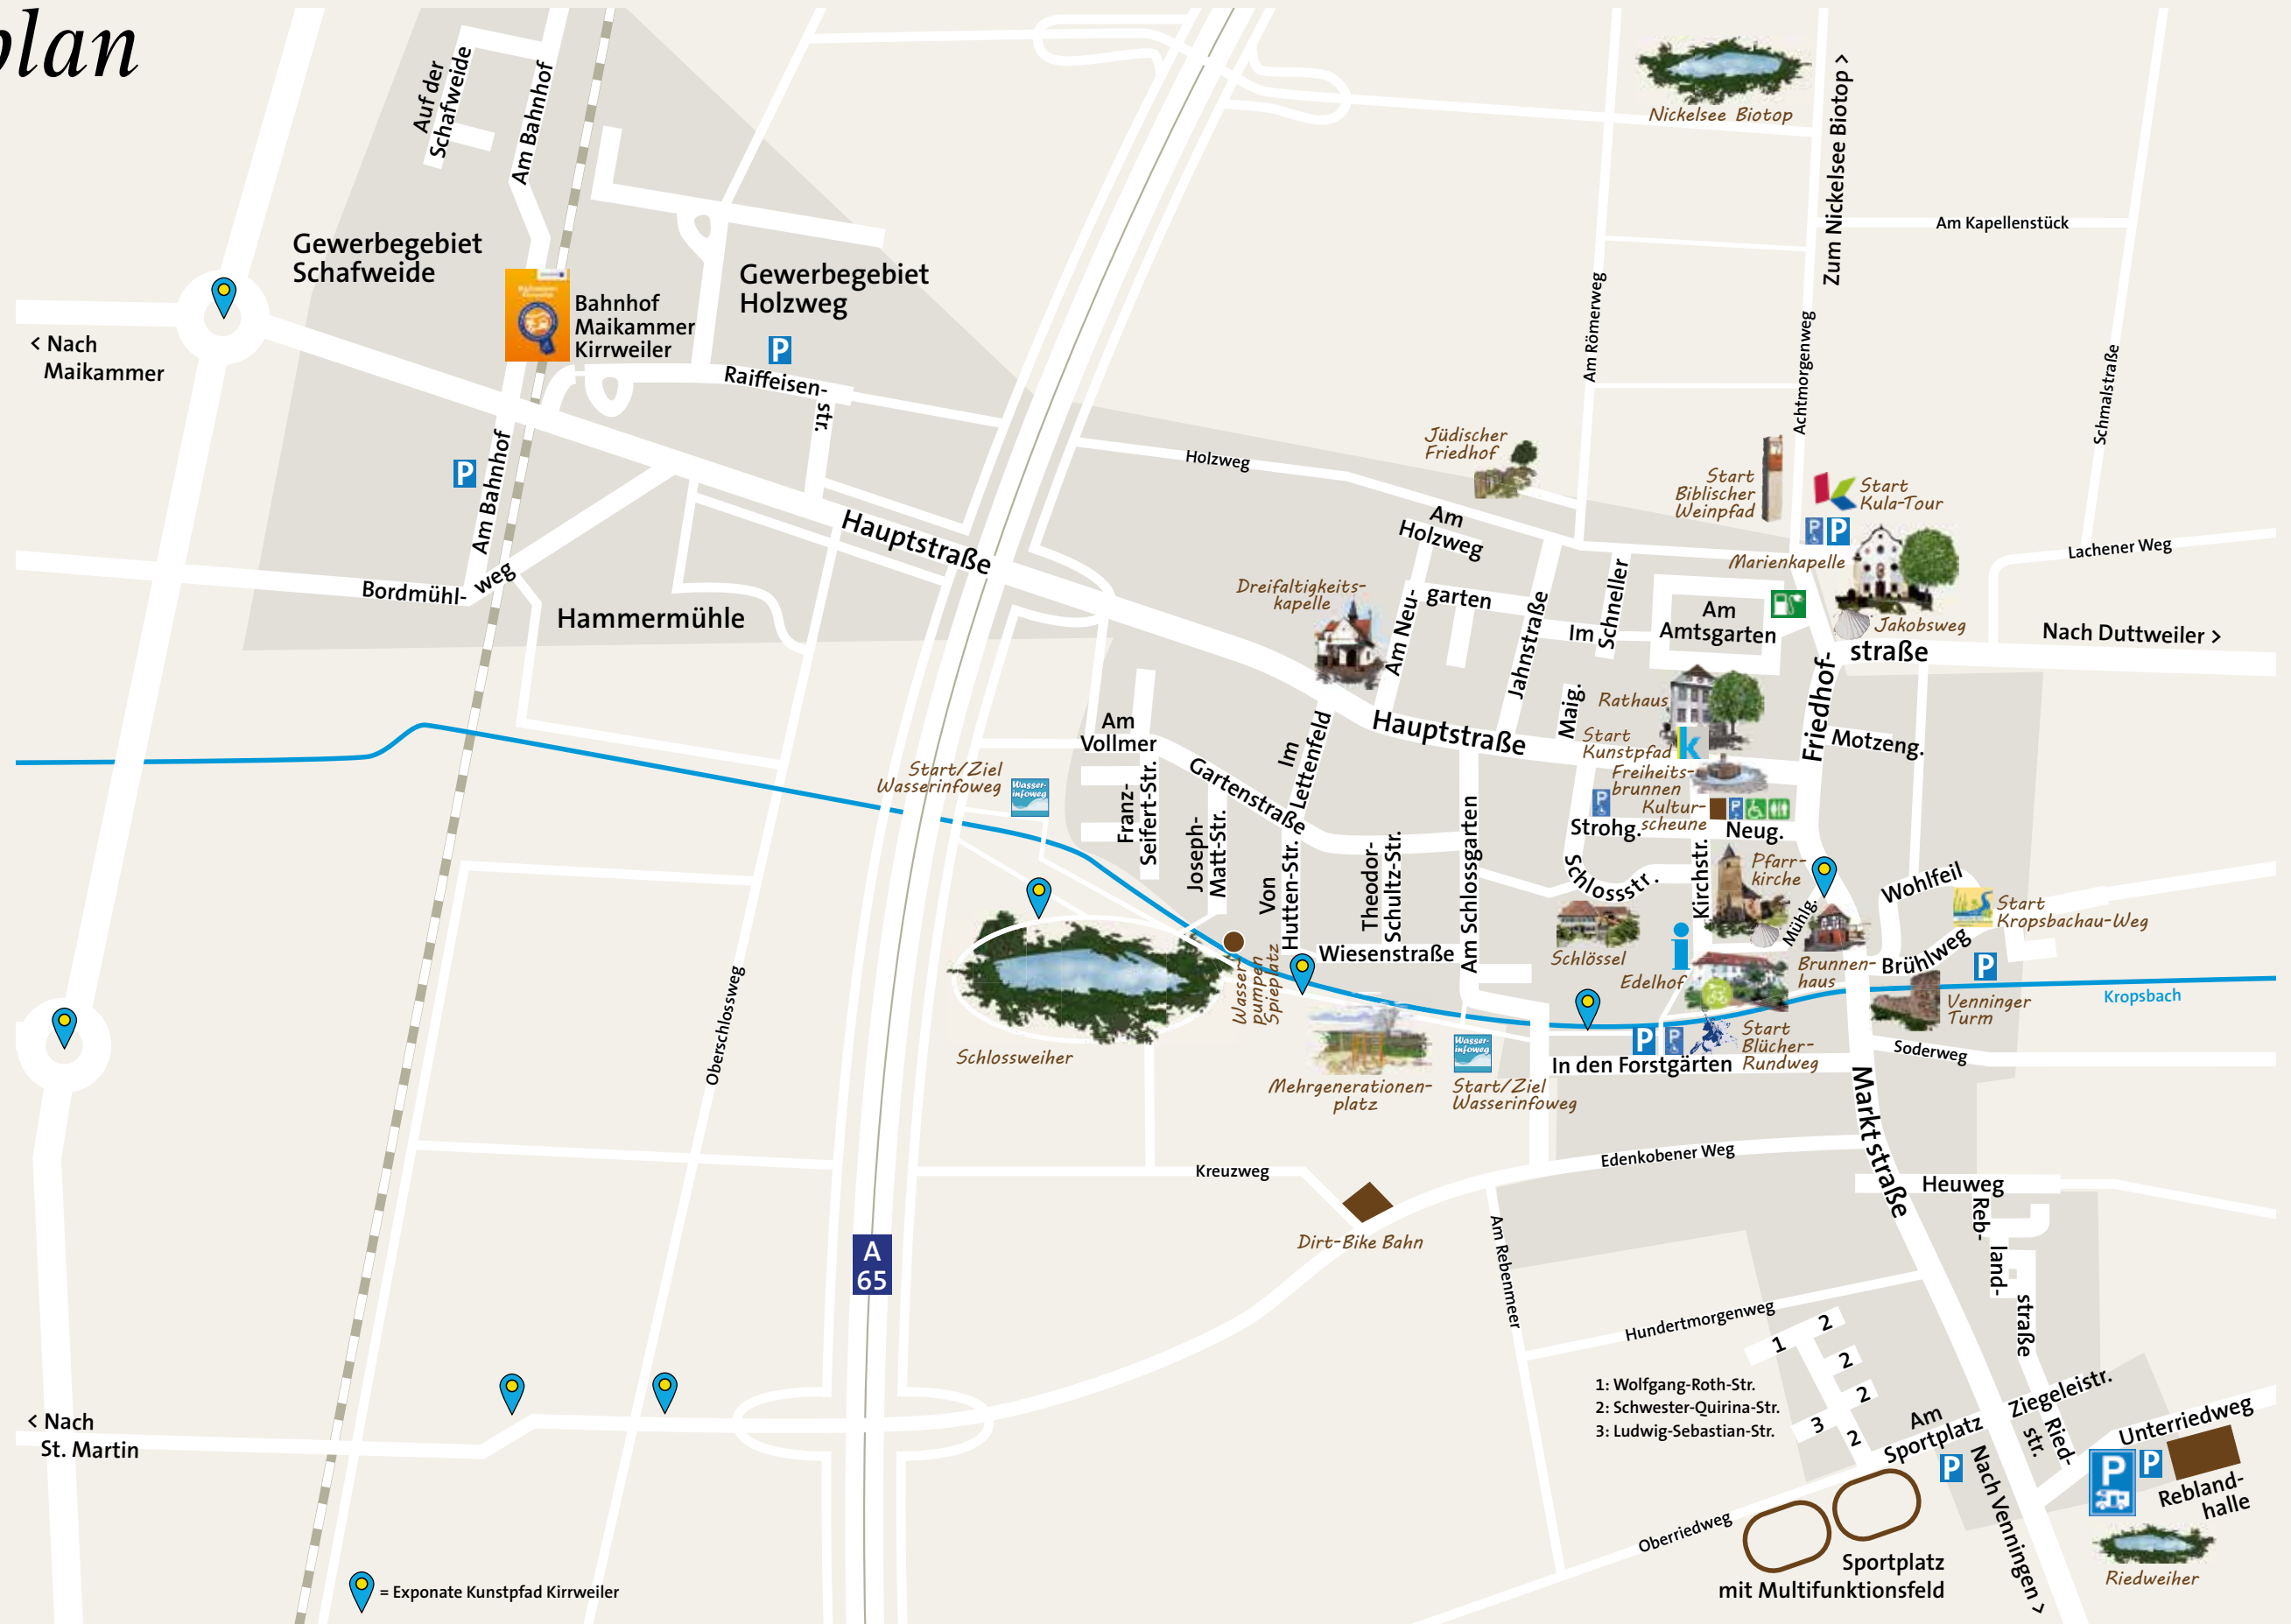 plan
Auf der
Schafweide
Am Bahnhof
Nickelsee Biotop
Zum Nickelsee Biotop >
Am Kapellenstück
Gewerbegebiet
Schafweide
Gewerbegebiet
Holzweg
Bahnhof
Maikammer
Kirrweiler
< Nach
Maikammer
P
Raiffeisen-
str.
Am Römerweg
Achtmorgenweg
Schmalstraße
P
Am Bahnhof
Holzweg
Jüdischer
Friedhof
Start
Biblischer
Weinpfad
Start
Kula-Tour
P
P
Am
Holzweg
Hauptstraße
Marienkapelle
Lachener Weg
Bordmühl-
weg
Hammermühle
Dreifaltigkeits-
kapelle
Am Neu-
garten
Jahnstraße
Im
Schneller
Am
Amtsgarten
Jakobsweg
Nach Duttweiler >
Friedhof-
straße
Maig.
Rathaus
Am
Vollmer
Im
Lettenfeld
Hauptstraße
Start
Kunstpfad
k
Motzeng.
Start/Ziel
Wasserinfoweg
Wasser-
infoweg
Franz-
Seifert-Str.
Gartenstraße
Freiheits-
brunnen
P
Kultur-
scheune
P
Strohg.
Neug.
Joseph-
Matt-Str.
Von
Hutten-Str.
Theodor-
Schultz-Str.
Am Schlossgarten
Schlossstr.
Kirchstr.
Pfarr-
kirche
Mühlg.
Wohlfeil
Start
Kropsbachau-Weg
Wiesenstraße
Schlössel
i
Edelhof
Brunnen-
haus
Brühlweg
P
Kropsbach
Venninger
Turm
Wasser-
pumpen
Spieplatz
Oberschlossweg
Schlossweiher
Mehrgenerationen-
platz
Wasser-
infoweg
Start/Ziel
Wasserinfoweg
P
P
Start
Blücher-
Rundweg
In den Forstgärten
Soderweg
Marktstraße
Kreuzweg
Edenkobener Weg
Heuweg
Reb-
land-
straße
Dirt-Bike Bahn
A
65
Am Rebenmeer
Hundertmorgenweg
1
2
2
2
3
2
1: Wolfgang-Roth-Str.
2: Schwester-Quirina-Str.
3: Ludwig-Sebastian-Str.
< Nach
St. Martin
Am
Sportplatz
P
Ziegeleistr.
Ried-
str.
Unterriedweg
P
P
Rebland-
halle
Nach Venningen >
Oberriedweg
Sportplatz
mit Multifunktionsfeld
Riedweiher
= Exponate Kunstpfad Kirrweiler